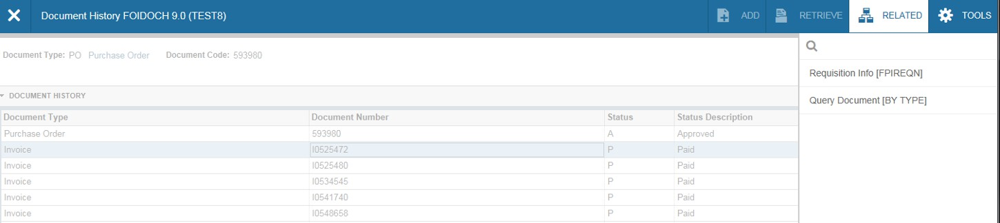 Document History FOIDOCH 9.0 (TEST8) ADD RETRIEVE RELATED TOOLS
Document Type: PO Purchase Order Document Code: 593980
Requisition Info [FPIREQN]
DOCUMENT HISTORY
Query Document [BY TYPE]
Document Type Document Number Status Status Description
Purchase Order 593980 A Approved
Invoice I0525472 P Paid
Invoice I0525480 P Paid
Invoice I0534545 P Paid
Invoice I0541740 P Paid
Invoice I0548658 P Paid